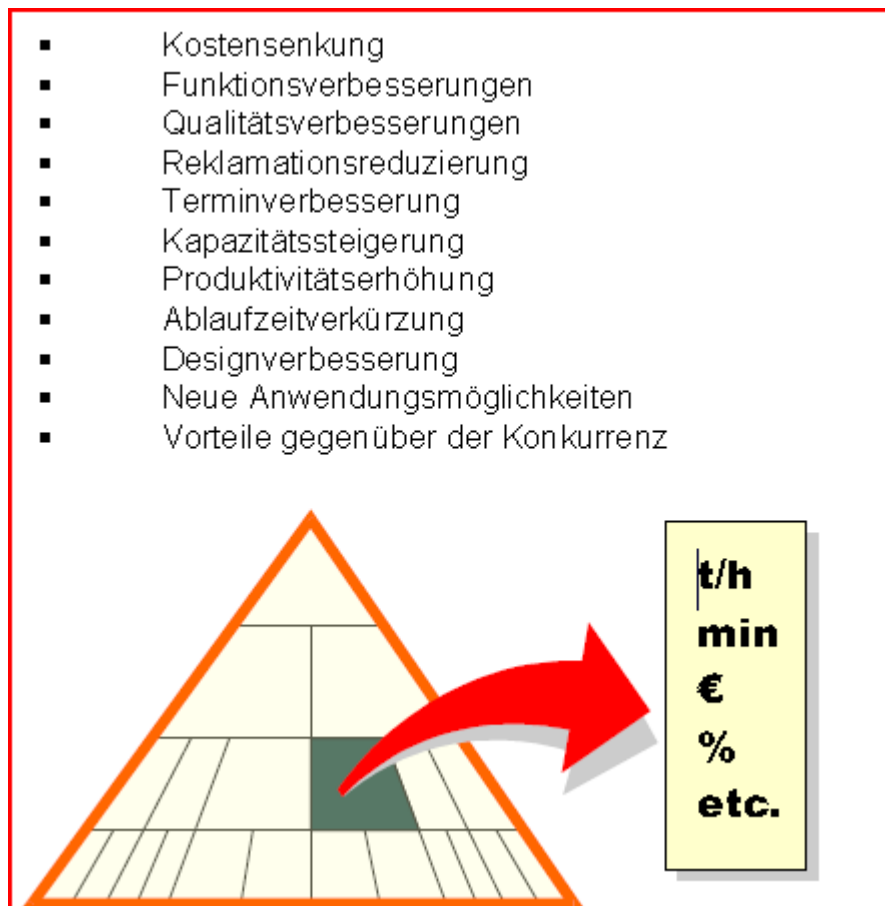 ▪ Kostensenkung
▪ Funktionsverbesserungen
▪ Qualitätsverbesserungen
▪ Reklamationsreduzierung
▪ Terminverbesserung
▪ Kapazitätssteigerung
▪ Produktivitätserhöhung
▪ Ablaufzeitverkürzung
▪ Designverbesserung
▪ Neue Anwendungsmöglichkeiten
▪ Vorteile gegenüber der Konkurrenz
t/h
min
€
%
etc.